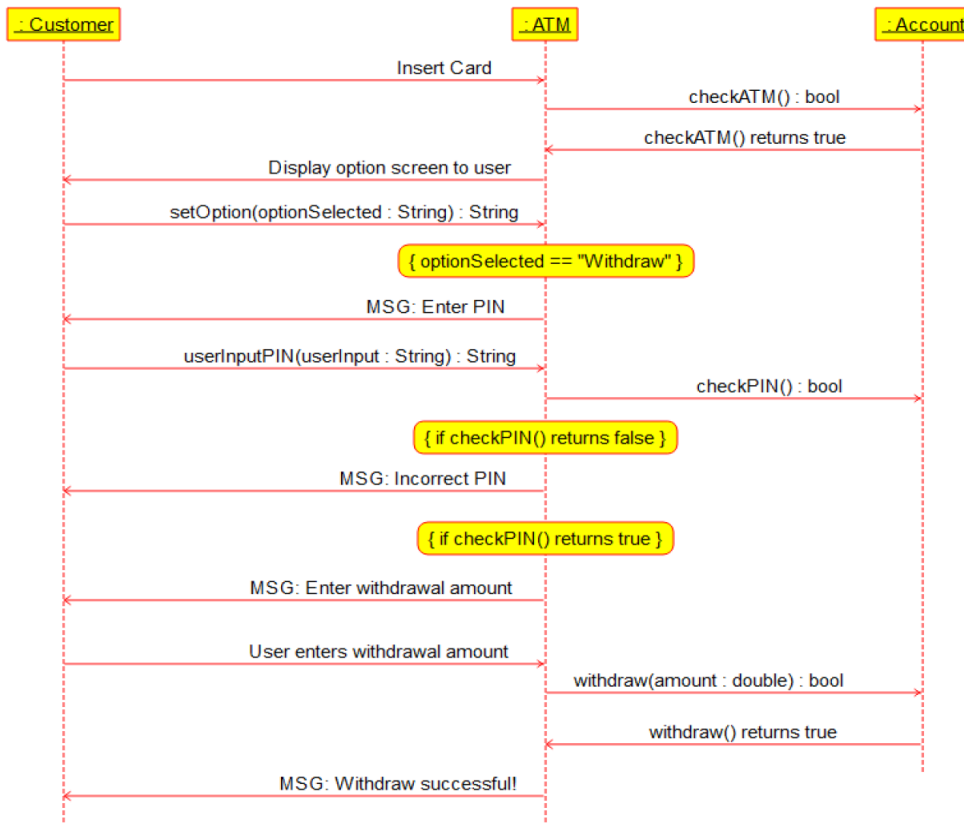 : Customer
: ATM
: Account
Insert Card
checkATM() : bool
checkATM() returns true
Display option screen to user
setOption(optionSelected : String) : String
{ optionSelected == "Withdraw" }
MSG: Enter PIN
userInputPIN(userInput : String) : String
checkPIN() : bool
{ if checkPIN() returns false }
MSG: Incorrect PIN
{ if checkPIN() returns true }
MSG: Enter withdrawal amount
User enters withdrawal amount
withdraw(amount : double) : bool
withdraw() returns true
MSG: Withdraw successful!